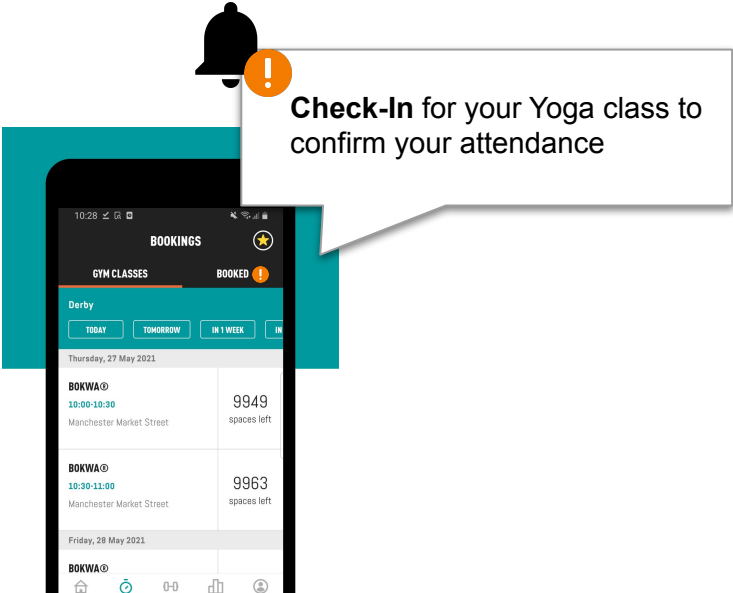 Check-In for your Yoga class to
confirm your attendance
10:28
BOOKINGS
GYM CLASSES BOOKED !
Derby
TODAY TOMORROW IN 1 WEEK IN
Thursday, 27 May 2021
BOKWA®
10:00-10:30
Manchester Market Street
9949
spaces left
BOKWA®
10:30-11:00
Manchester Market Street
9963
spaces left
Friday, 28 May 2021
BOKWA®